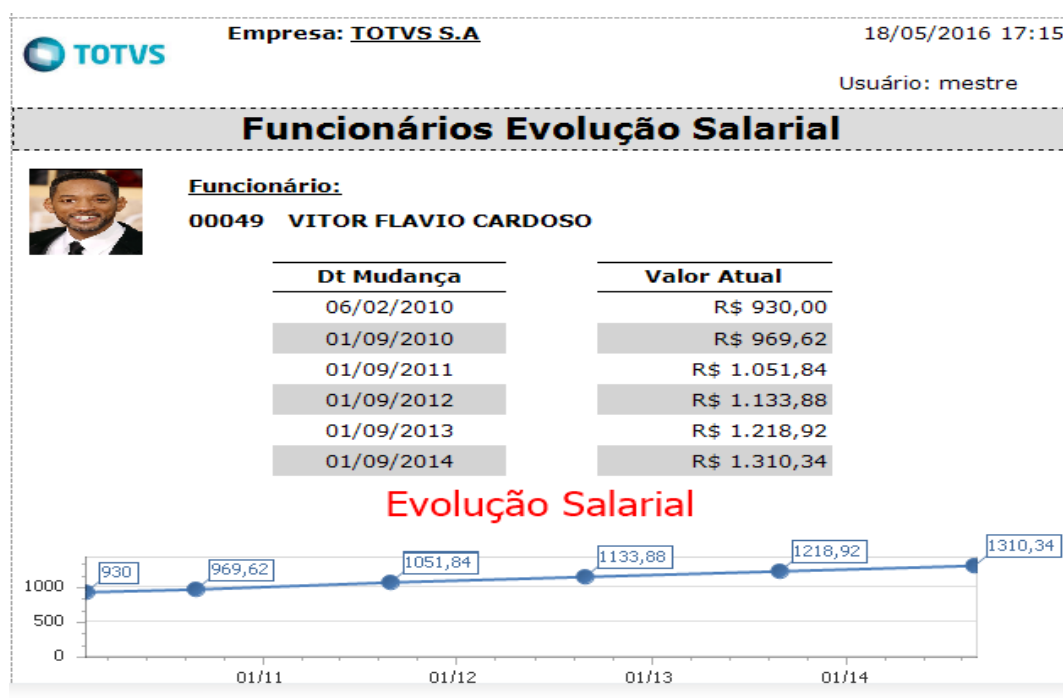 TOTVS
Empresa: TOTVS S.A
18/05/2016 17:15
Usuário: mestre
Funcionários Evolução Salarial
Funcionário:
00049 VITOR FLAVIO CARDOSO
Dt Mudança Valor Atual
06/02/2010 R$ 930,00
01/09/2010 R$ 969,62
01/09/2011 R$ 1.051,84
01/09/2012 R$ 1.133,88
01/09/2013 R$ 1.218,92
01/09/2014 R$ 1.310,34
Evolução Salarial
930 969,62 1051,84 1133,88 1218,92 1310,34
1000
500
0
01/11 01/12 01/13 01/14